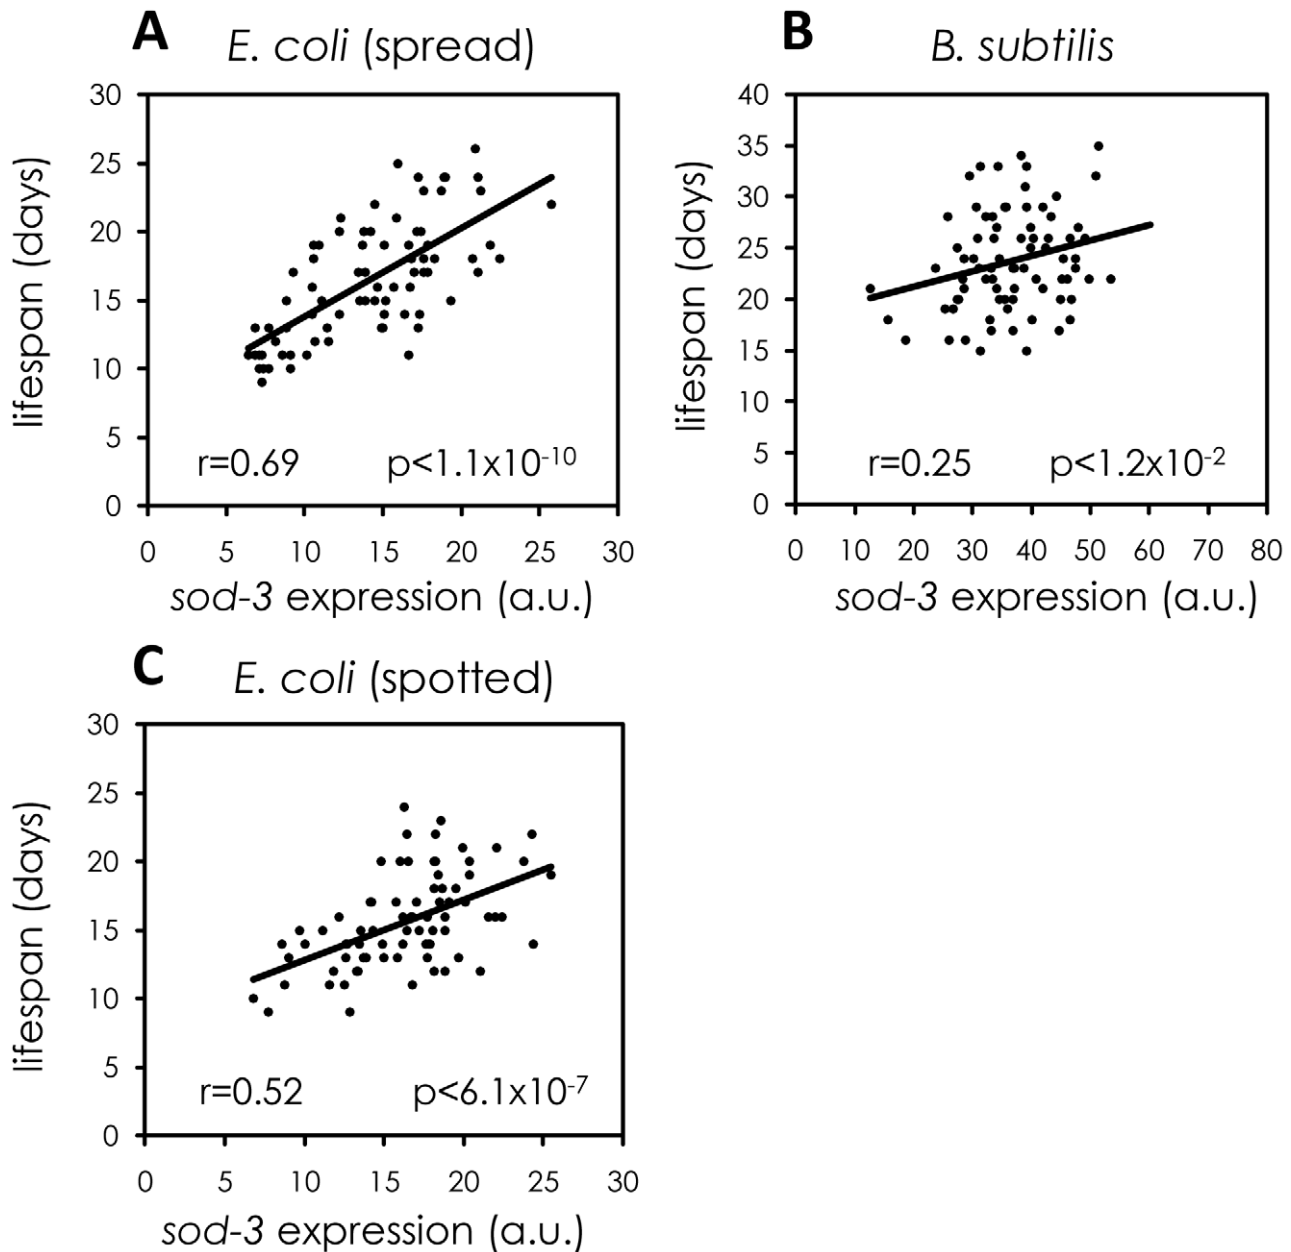 A
E. coli (spread)
30
25
20
15
10
5
0
lifespan (days)
r=0.69 p<1.1x10⁻¹⁰
0 5 10 15 20 25 30
sod-3 expression (a.u.)
B
B. subtilis
40
35
30
25
20
15
10
5
0
lifespan (days)
r=0.25 p<1.2x10⁻²
0 10 20 30 40 50 60 70 80
sod-3 expression (a.u.)
C
E. coli (spotted)
30
25
20
15
10
5
0
lifespan (days)
r=0.52 p<6.1x10⁻⁷
0 5 10 15 20 25 30
sod-3 expression (a.u.)